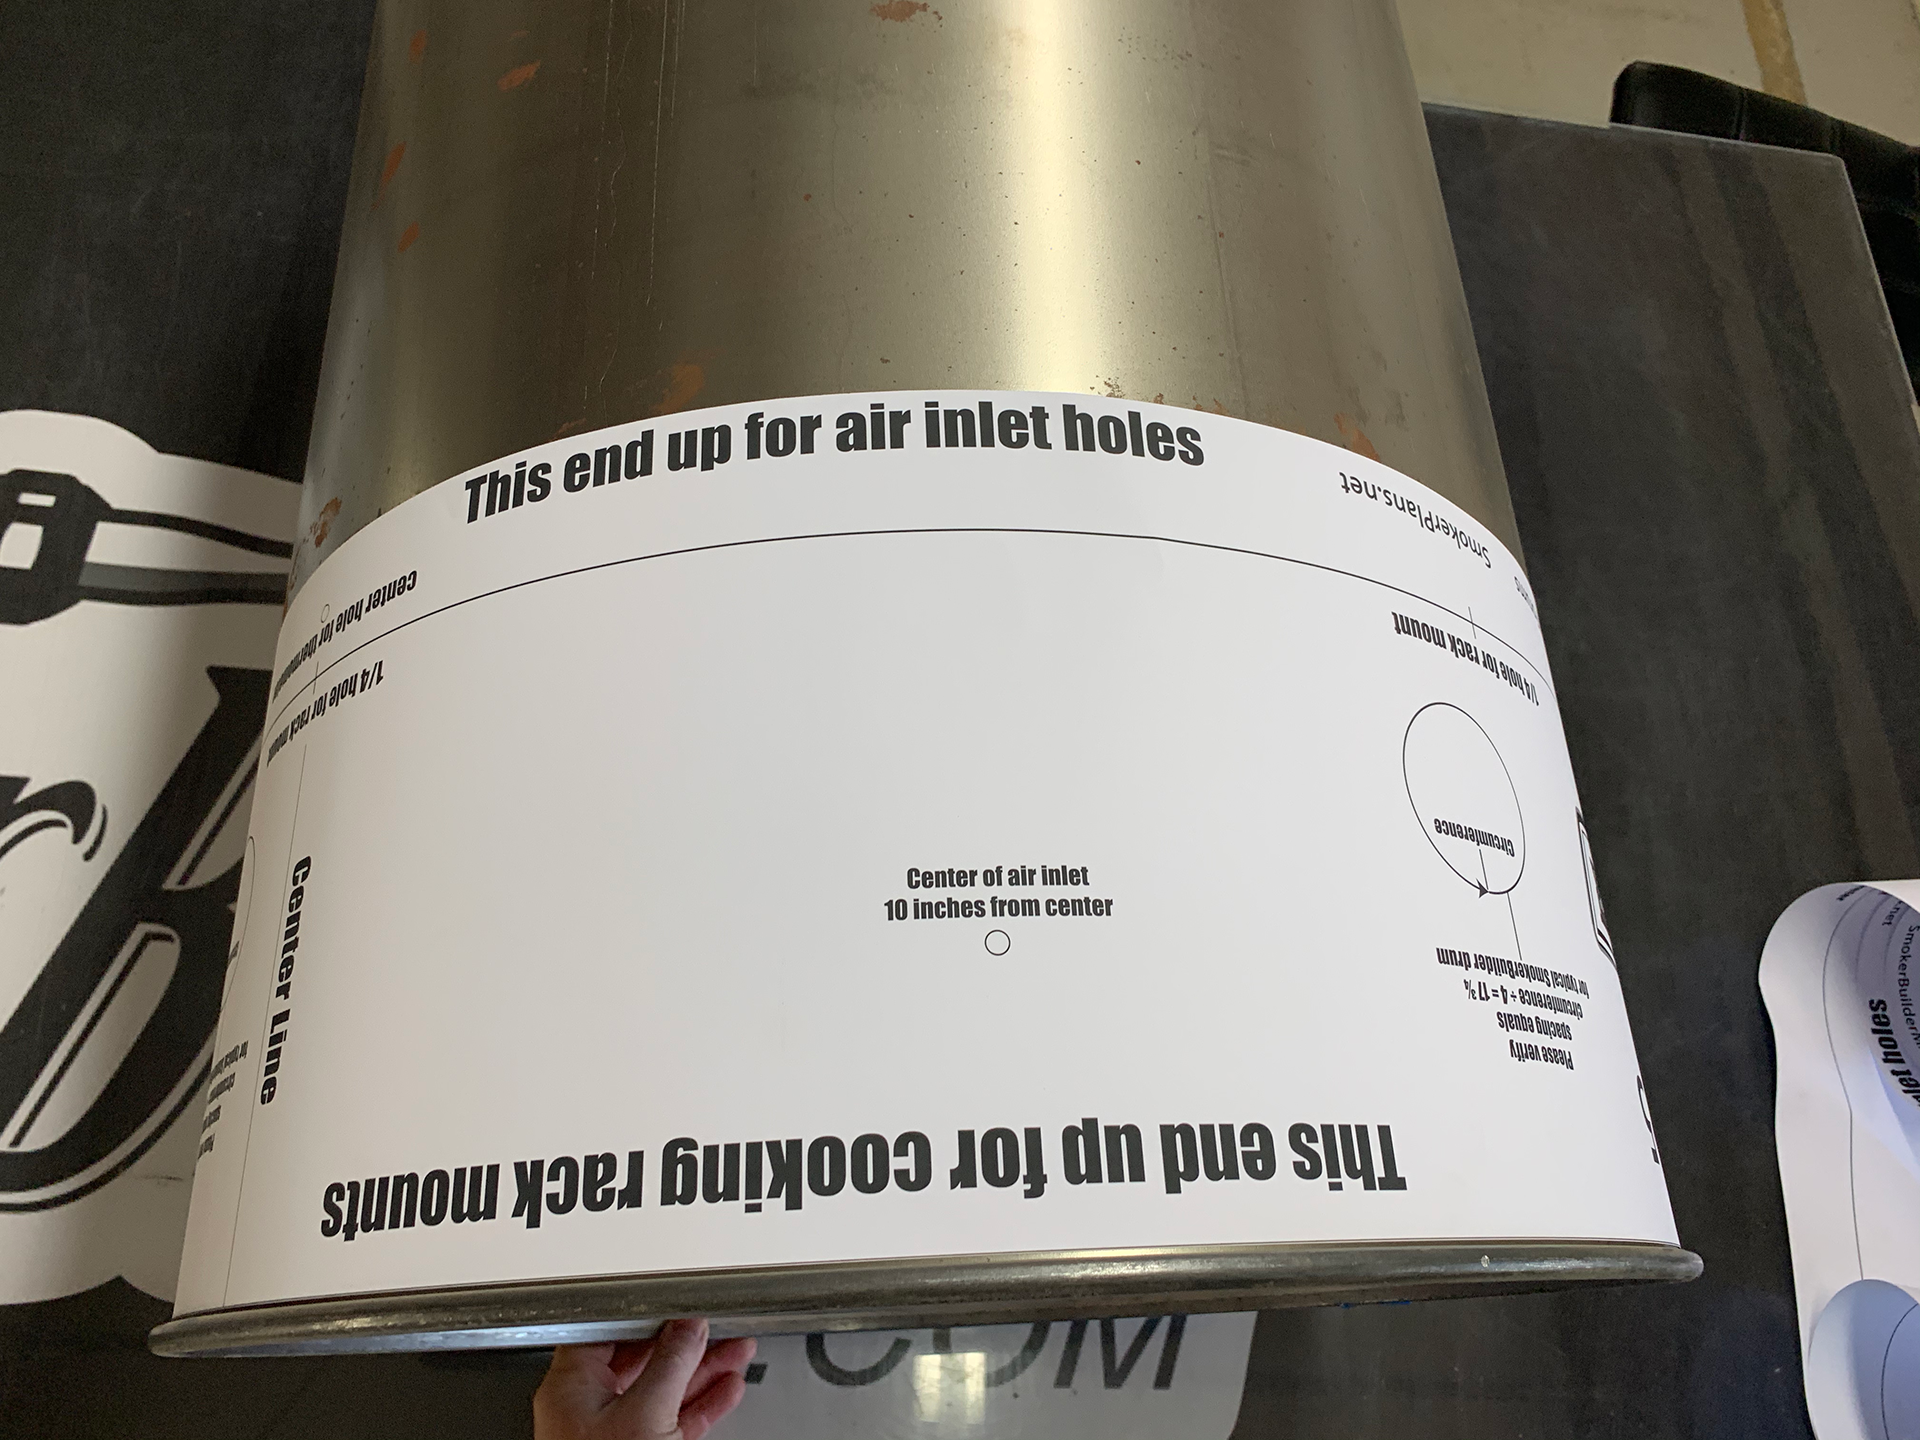 This end up for air inlet holes
SmokerPlans.net
center hole for thermometer
1/4 hole for rack mount
1/4 hole for rack mount
circumference
Center of air inlet
10 inches from center
Center Line
Please verify
spacing equals
circumference ÷ 4 = 17 ¾
for typical SmokerBuilder drum
This end up for cooking rack mounts
.COM
holes